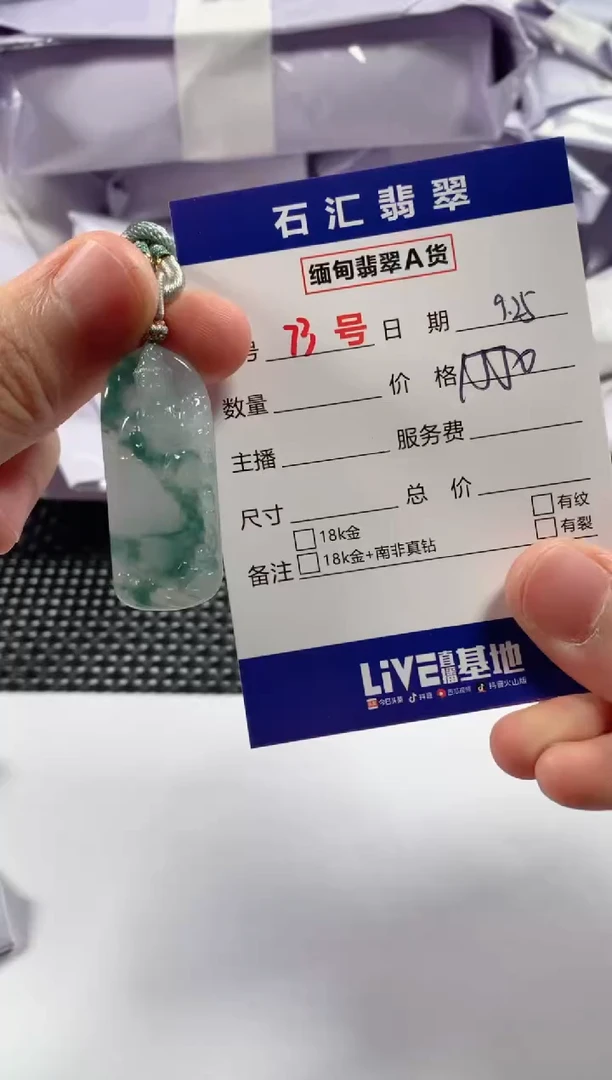 石汇翡翠
缅甸翡翠A货
号 73号 日 期 9.25
数量 价 格
主播 服务费
尺寸 总 价
备注 18k金 有纹
18k金+南非真钻 有裂
LiVE直播基地
今日头条 抖音 西瓜视频 抖音火山版